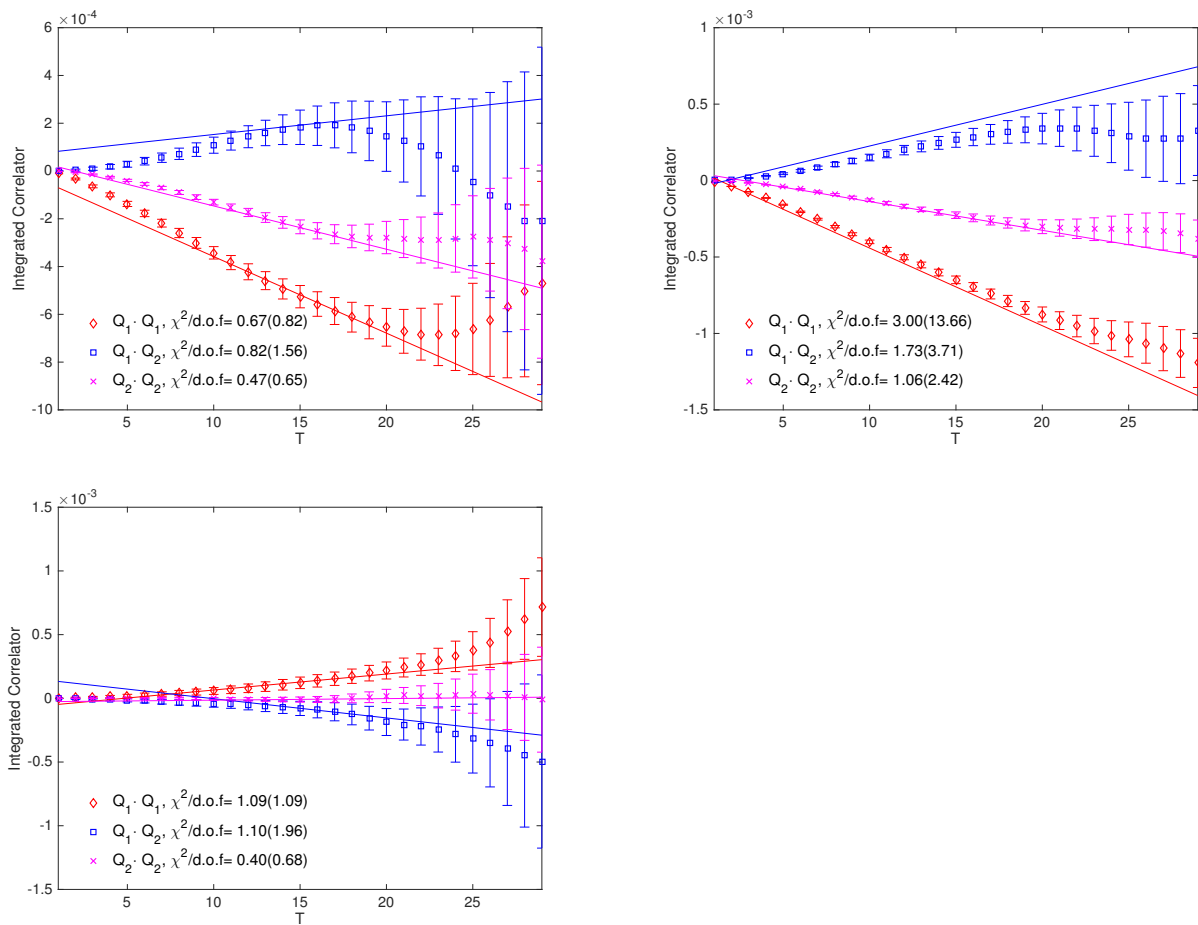 ×10⁻⁴
6
4
2
0
-2
-4
-6
-8
-10
Integrated Correlator
Q₁· Q₁, χ²/d.o.f= 0.67(0.82)
Q₁· Q₂, χ²/d.o.f= 0.82(1.56)
Q₂· Q₂, χ²/d.o.f= 0.47(0.65)
5 10 15 20 25
T
×10⁻³
1
0.5
0
-0.5
-1
-1.5
Integrated Correlator
Q₁· Q₁, χ²/d.o.f= 3.00(13.66)
Q₁· Q₂, χ²/d.o.f= 1.73(3.71)
Q₂· Q₂, χ²/d.o.f= 1.06(2.42)
5 10 15 20 25
T
×10⁻³
1.5
1
0.5
0
-0.5
-1
-1.5
Integrated Correlator
Q₁· Q₁, χ²/d.o.f= 1.09(1.09)
Q₁· Q₂, χ²/d.o.f= 1.10(1.96)
Q₂· Q₂, χ²/d.o.f= 0.40(0.68)
5 10 15 20 25
T